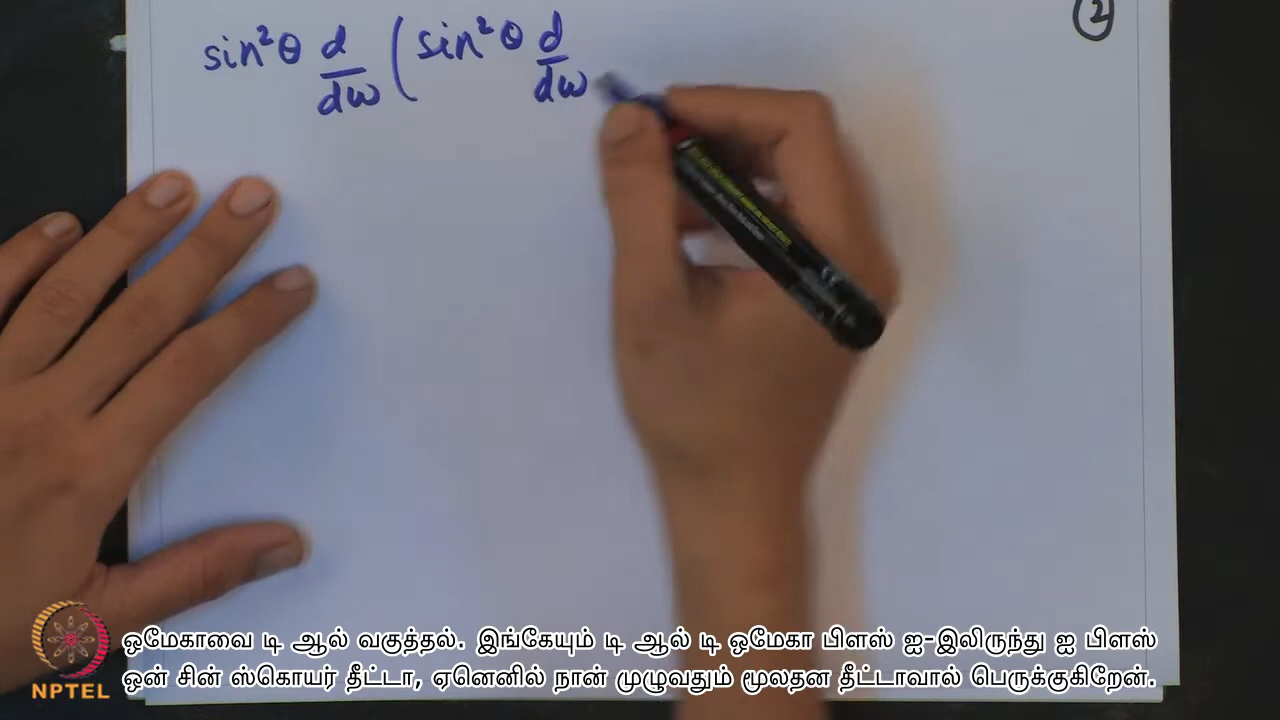 ②
sin²θ d/dω ( sin²θ d/dω
ஒமேகாவை டி ஆல் வகுத்தல். இங்கேயும் டி ஆல் டி ஒமேகா பிளஸ் ஐ-இலிருந்து ஐ பிளஸ்
ஒன் சின் ஸ்கொயர் தீட்டா, ஏனெனில் நான் முழுவதும் மூலதன தீட்டாவால் பெருக்குகிறேன்.
NPTEL